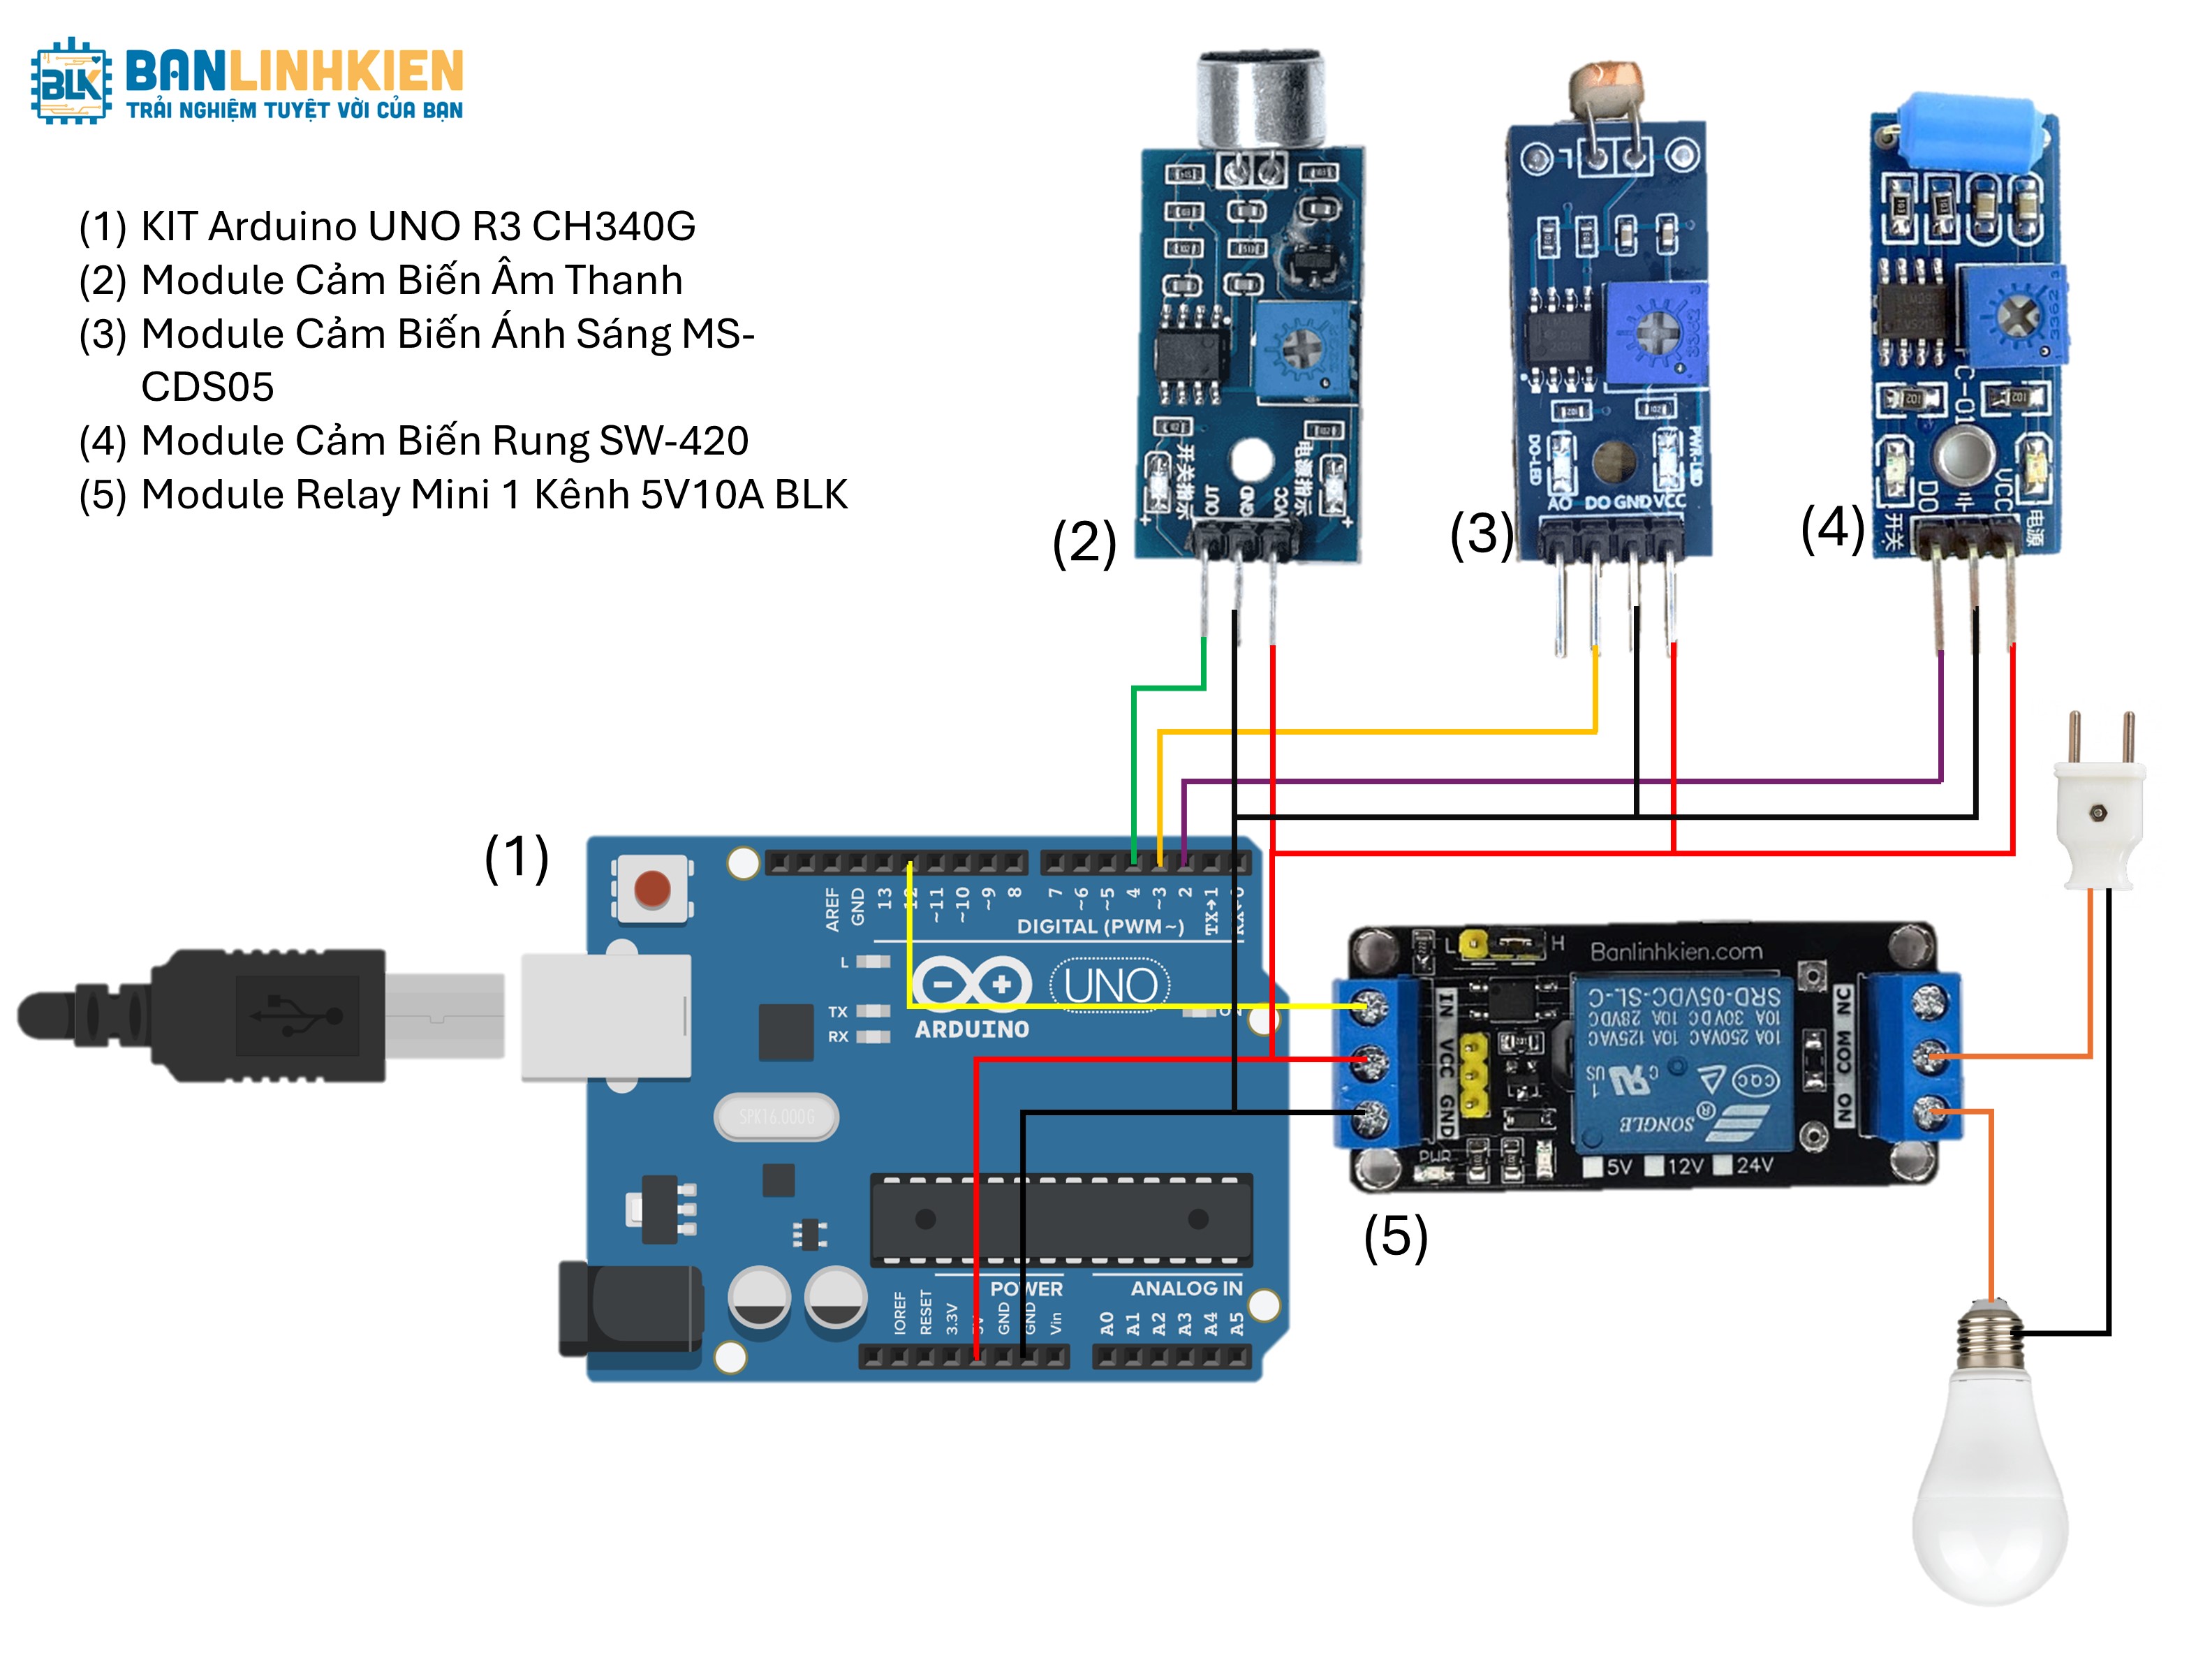 BLK BANLINHKIEN
TRẢI NGHIỆM TUYỆT VỜI CỦA BẠN
(1) KIT Arduino UNO R3 CH340G
(2) Module Cảm Biến Âm Thanh
(3) Module Cảm Biến Ánh Sáng MS-
CDS05
(4) Module Cảm Biến Rung SW-420
(5) Module Relay Mini 1 Kênh 5V10A BLK
(2)
开关指示
OUT
GND
VCC
电源指示
+
+
(3)
DO-LED
PWR-LED
AO DO GND VCC
(4)
3362
102
102
DO
VCC
开关
电源
(1)
AREF
GND
13
~11
~10
~9
8
7
~6
~5
4
~3
2
TX→1
DIGITAL (PWM~)
L
TX
RX
UNO
ARDUINO
SPK16.000G
POWER
ANALOG IN
IOREF
RESET
3.3V
GND
GND
Vin
A0
A1
A2
A3
A4
A5
L
H
Banlinhkien.com
IN
VCC
GND
PWR
SRD-05VDC-SL-C
10A 30VDC 10A 28VDC
10A 250VAC 10A 125VAC
CQC
SONGLE
®
NC
COM
NO
5V
12V
24V
(5)